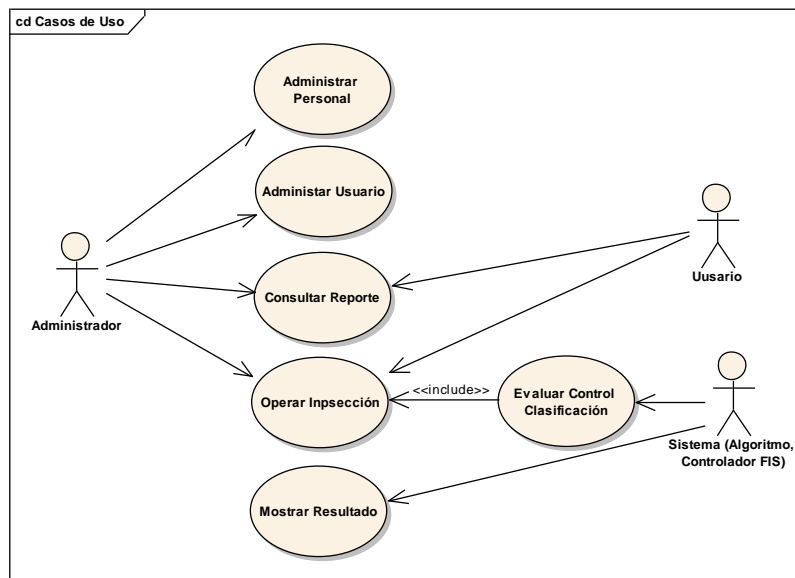 cd Casos de Uso
Administrar
Personal
Administar Usuario
Consultar Reporte
Administrador
Uusario
Operar Inpsección
<<include>>
Evaluar Control
Clasificación
Sistema (Algoritmo,
Controlador FIS)
Mostrar Resultado